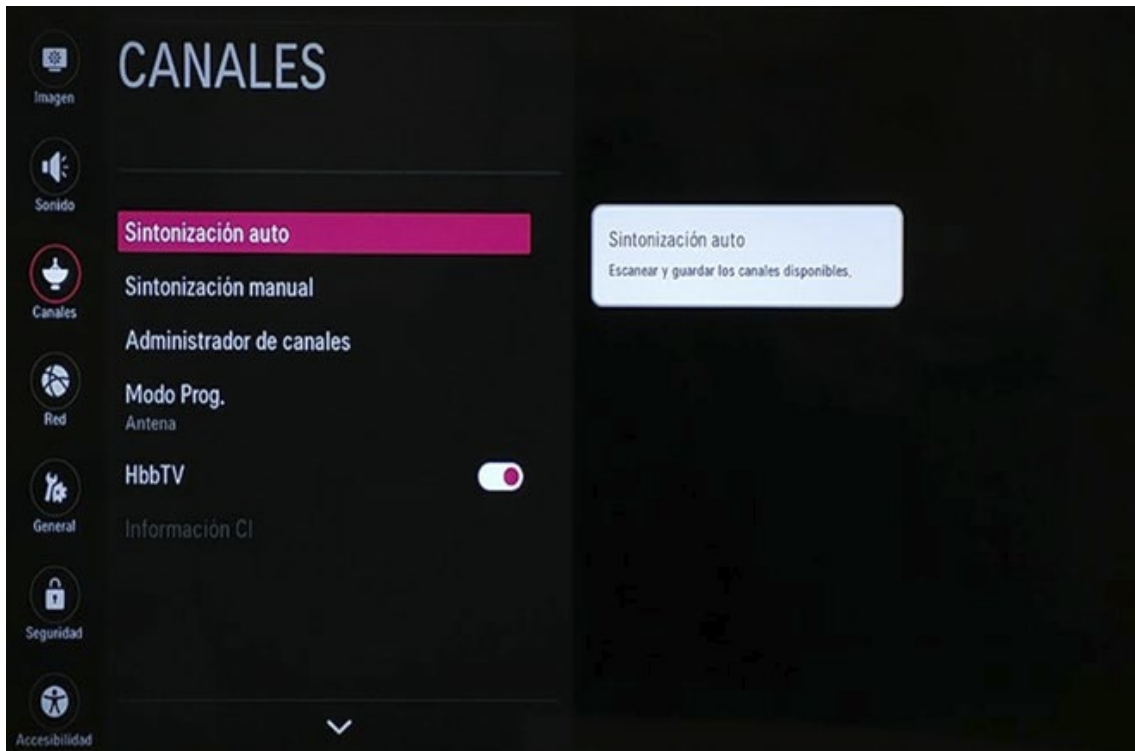 Imagen
Sonido
Canales
Red
General
Seguridad
Accesibilidad
CANALES
Sintonización auto
Sintonización manual
Administrador de canales
Modo Prog.
Antena
HbbTV
Información CI
Sintonización auto
Escanear y guardar los canales disponibles.